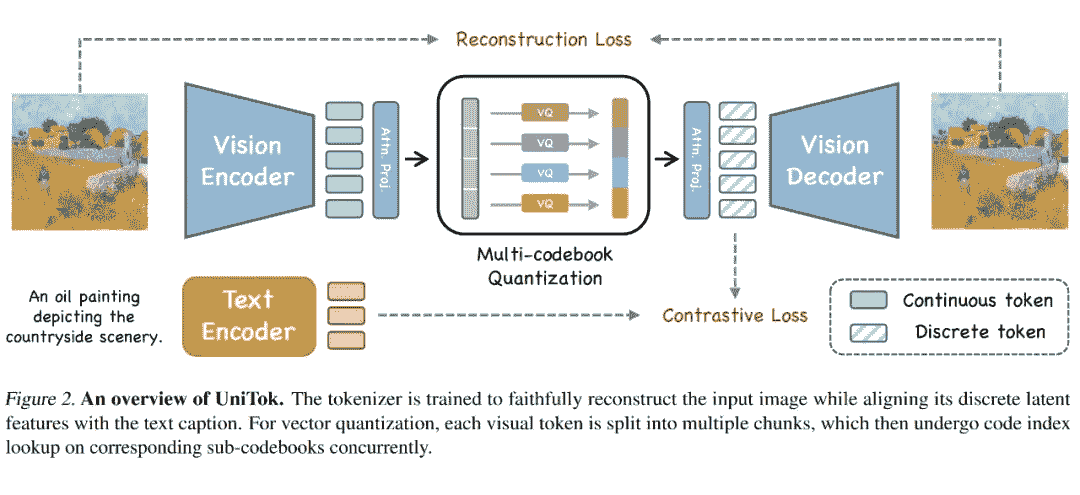 Reconstruction Loss
Vision
Encoder
Attn. Proj.
VQ
VQ
VQ
VQ
Multi-codebook
Quantization
Attn. Proj.
Vision
Decoder
An oil painting
depicting the
countryside scenery.
Text
Encoder
Contrastive Loss
Continuous token
Discrete token
Figure 2. An overview of UniTok. The tokenizer is trained to faithfully reconstruct the input image while aligning its discrete latent
features with the text caption. For vector quantization, each visual token is split into multiple chunks, which then undergo code index
lookup on corresponding sub-codebooks concurrently.